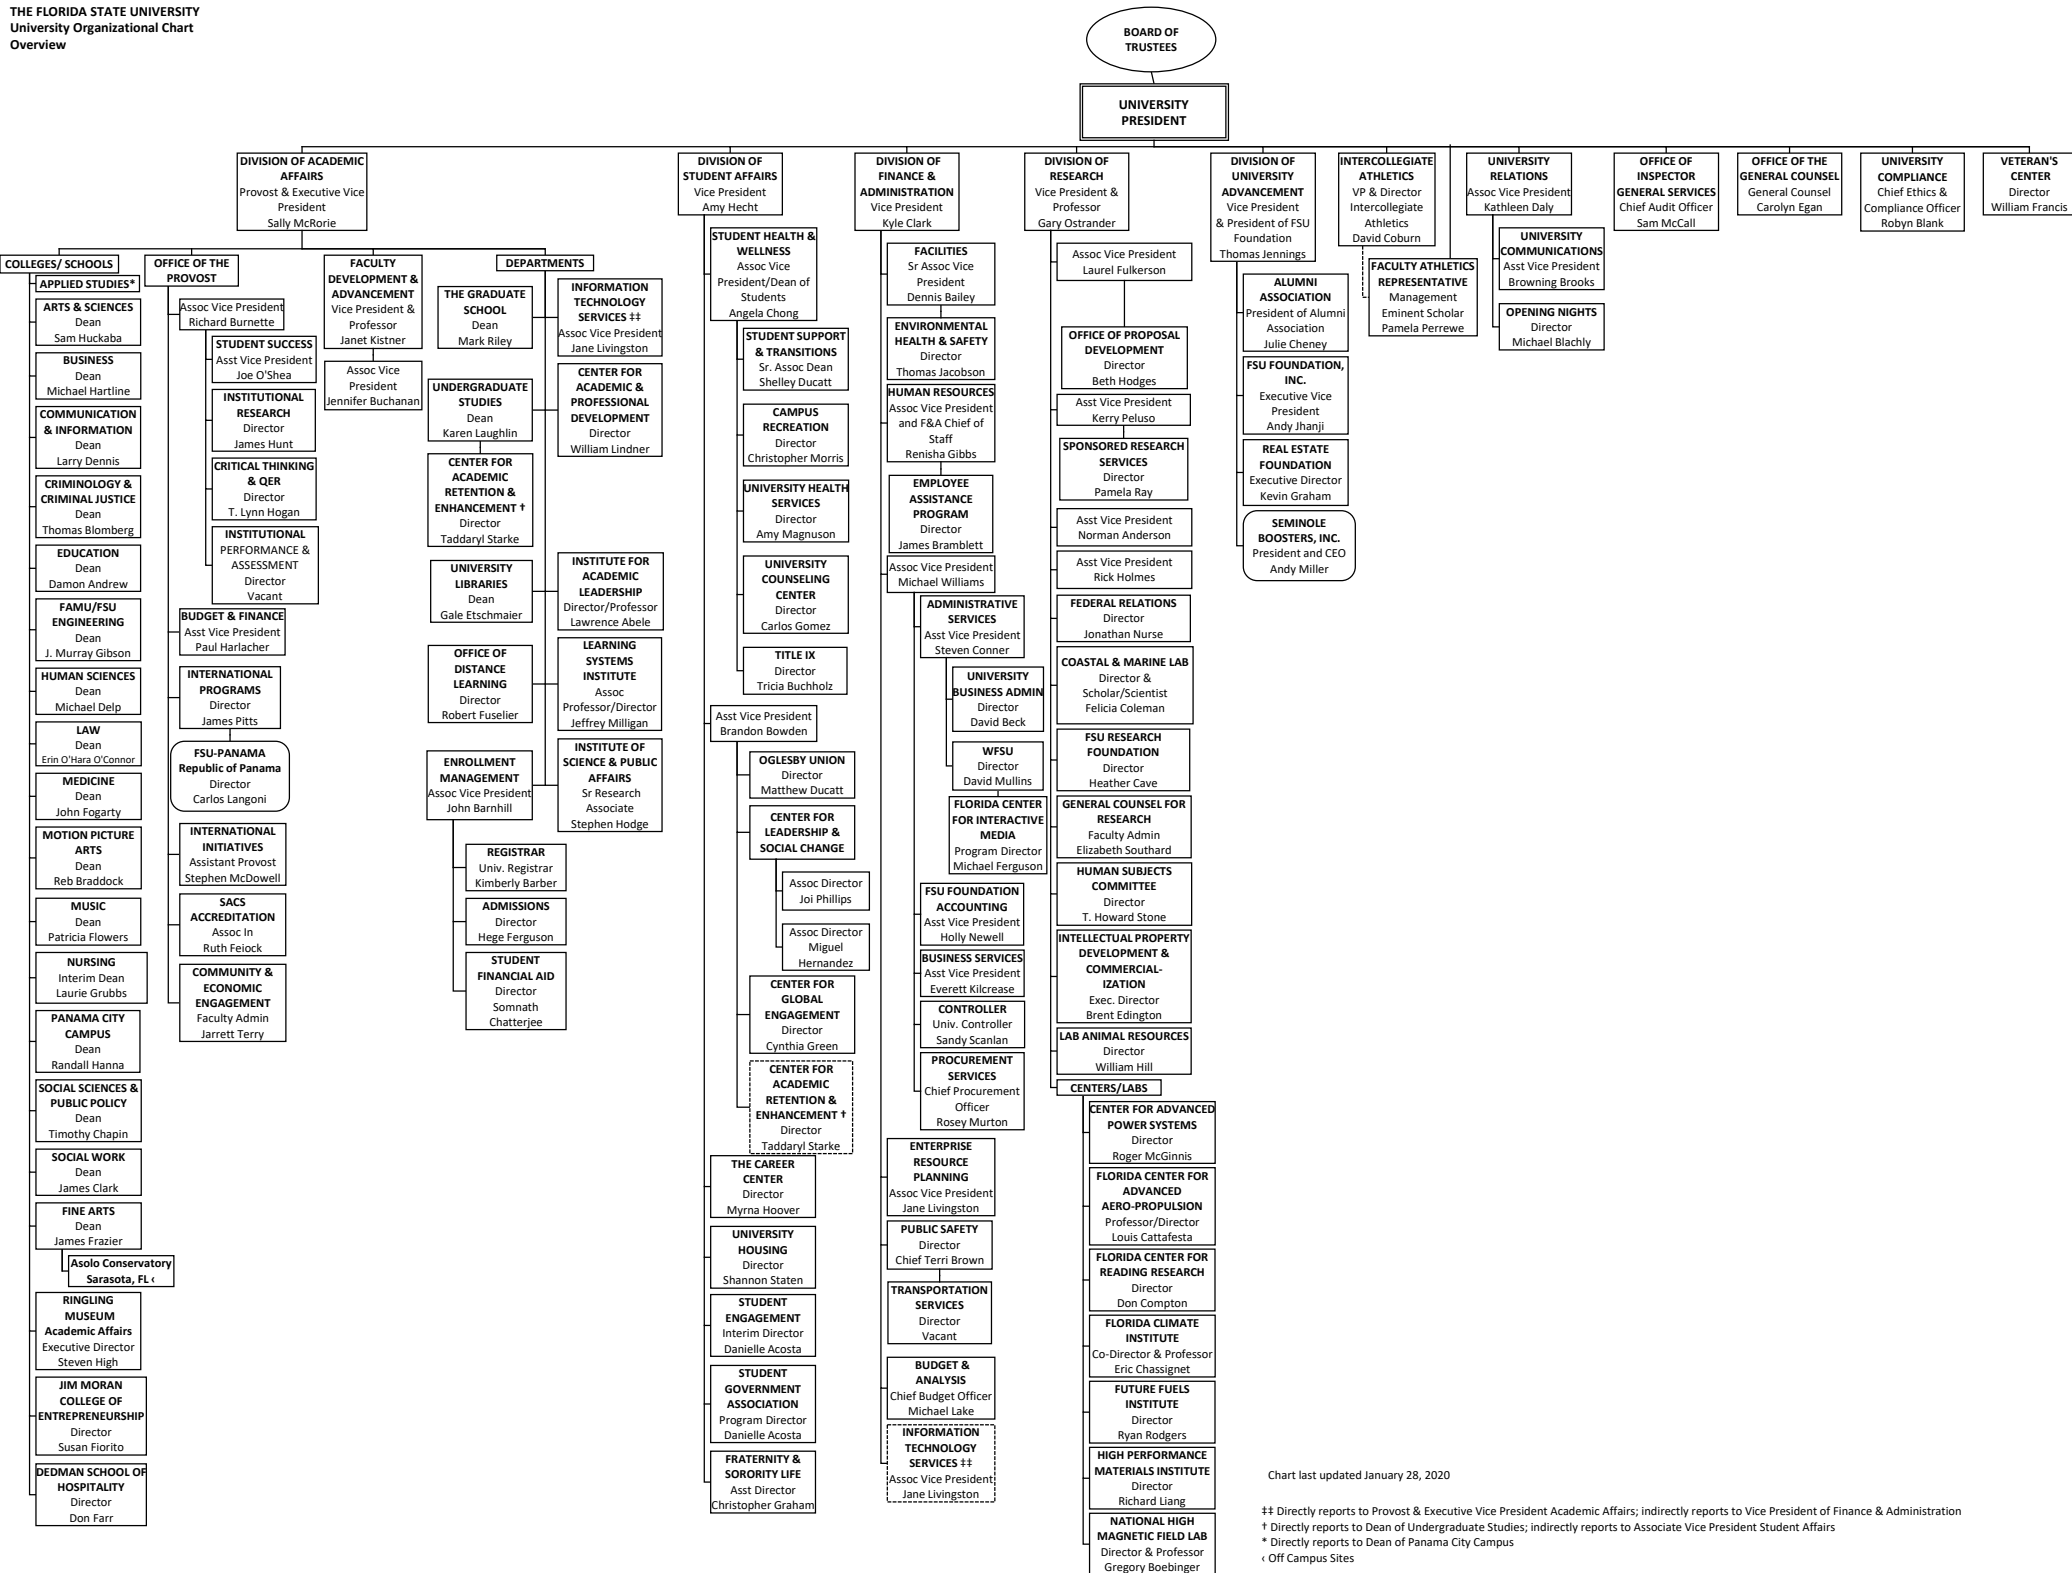 THE FLORIDA STATE UNIVERSITY
University Organizational Chart
Overview
BOARD OF
TRUSTEES
UNIVERSITY
PRESIDENT
DIVISION OF ACADEMIC
AFFAIRS
Provost & Executive Vice
President
Sally McRorie
COLLEGES/ SCHOOLS
APPLIED STUDIES*
ARTS & SCIENCES
Dean
Sam Huckaba
BUSINESS
Dean
Michael Hartline
COMMUNICATION
& INFORMATION
Dean
Larry Dennis
CRIMINOLOGY &
CRIMINAL JUSTICE
Dean
Thomas Blomberg
EDUCATION
Dean
Damon Andrew
FAMU/FSU
ENGINEERING
Dean
J. Murray Gibson
HUMAN SCIENCES
Dean
Michael Delp
LAW
Dean
Erin O'Hara O'Connor
MEDICINE
Dean
John Fogarty
MOTION PICTURE
ARTS
Dean
Reb Braddock
MUSIC
Dean
Patricia Flowers
NURSING
Interim Dean
Laurie Grubbs
PANAMA CITY
CAMPUS
Dean
Randall Hanna
SOCIAL SCIENCES &
PUBLIC POLICY
Dean
Timothy Chapin
SOCIAL WORK
Dean
James Clark
FINE ARTS
Dean
James Frazier
Asolo Conservatory
Sarasota, FL ‹
RINGLING
MUSEUM
Academic Affairs
Executive Director
Steven High
JIM MORAN
COLLEGE OF
ENTREPRENEURSHIP
Director
Susan Fiorito
DEDMAN SCHOOL OF
HOSPITALITY
Director
Don Farr
OFFICE OF THE
PROVOST
Assoc Vice President
Richard Burnette
STUDENT SUCCESS
Asst Vice President
Joe O'Shea
INSTITUTIONAL
RESEARCH
Director
James Hunt
CRITICAL THINKING
& QER
Director
T. Lynn Hogan
INSTITUTIONAL
PERFORMANCE &
ASSESSMENT
Director
Vacant
BUDGET & FINANCE
Asst Vice President
Paul Harlacher
INTERNATIONAL
PROGRAMS
Director
James Pitts
FSU-PANAMA
Republic of Panama
Director
Carlos Langoni
INTERNATIONAL
INITIATIVES
Assistant Provost
Stephen McDowell
SACS
ACCREDITATION
Assoc In
Ruth Feiock
COMMUNITY &
ECONOMIC
ENGAGEMENT
Faculty Admin
Jarrett Terry
FACULTY
DEVELOPMENT &
ADVANCEMENT
Vice President &
Professor
Janet Kistner
Assoc Vice
President
Jennifer Buchanan
DEPARTMENTS
THE GRADUATE
SCHOOL
Dean
Mark Riley
INFORMATION
TECHNOLOGY
SERVICES ‡‡
Assoc Vice President
Jane Livingston
UNDERGRADUATE
STUDIES
Dean
Karen Laughlin
CENTER FOR
ACADEMIC &
PROFESSIONAL
DEVELOPMENT
Director
William Lindner
CENTER FOR
ACADEMIC
RETENTION &
ENHANCEMENT †
Director
Taddaryl Starke
UNIVERSITY
LIBRARIES
Dean
Gale Etschmaier
INSTITUTE FOR
ACADEMIC
LEADERSHIP
Director/Professor
Lawrence Abele
OFFICE OF
DISTANCE
LEARNING
Director
Robert Fuselier
LEARNING
SYSTEMS
INSTITUTE
Assoc
Professor/Director
Jeffrey Milligan
ENROLLMENT
MANAGEMENT
Assoc Vice President
John Barnhill
INSTITUTE OF
SCIENCE & PUBLIC
AFFAIRS
Sr Research
Associate
Stephen Hodge
REGISTRAR
Univ. Registrar
Kimberly Barber
ADMISSIONS
Director
Hege Ferguson
STUDENT
FINANCIAL AID
Director
Somnath
Chatterjee
DIVISION OF
STUDENT AFFAIRS
Vice President
Amy Hecht
STUDENT HEALTH &
WELLNESS
Assoc Vice
President/Dean of
Students
Angela Chong
STUDENT SUPPORT
& TRANSITIONS
Sr. Assoc Dean
Shelley Ducatt
CAMPUS
RECREATION
Director
Christopher Morris
UNIVERSITY HEALTH
SERVICES
Director
Amy Magnuson
UNIVERSITY
COUNSELING
CENTER
Director
Carlos Gomez
TITLE IX
Director
Tricia Buchholz
Asst Vice President
Brandon Bowden
OGLESBY UNION
Director
Matthew Ducatt
CENTER FOR
LEADERSHIP &
SOCIAL CHANGE
Assoc Director
Joi Phillips
Assoc Director
Miguel
Hernandez
CENTER FOR
GLOBAL
ENGAGEMENT
Director
Cynthia Green
CENTER FOR
ACADEMIC
RETENTION &
ENHANCEMENT †
Director
Taddaryl Starke
THE CAREER
CENTER
Director
Myrna Hoover
UNIVERSITY
HOUSING
Director
Shannon Staten
STUDENT
ENGAGEMENT
Interim Director
Danielle Acosta
STUDENT
GOVERNMENT
ASSOCIATION
Program Director
Danielle Acosta
FRATERNITY &
SORORITY LIFE
Asst Director
Christopher Graham
DIVISION OF
FINANCE &
ADMINISTRATION
Vice President
Kyle Clark
FACILITIES
Sr Assoc Vice
President
Dennis Bailey
ENVIRONMENTAL
HEALTH & SAFETY
Director
Thomas Jacobson
HUMAN RESOURCES
Assoc Vice President
and F&A Chief of
Staff
Renisha Gibbs
EMPLOYEE
ASSISTANCE
PROGRAM
Director
James Bramblett
Assoc Vice President
Michael Williams
ADMINISTRATIVE
SERVICES
Asst Vice President
Steven Conner
UNIVERSITY
BUSINESS ADMIN
Director
David Beck
WFSU
Director
David Mullins
FLORIDA CENTER
FOR INTERACTIVE
MEDIA
Program Director
Michael Ferguson
FSU FOUNDATION
ACCOUNTING
Asst Vice President
Holly Newell
BUSINESS SERVICES
Asst Vice President
Everett Kilcrease
CONTROLLER
Univ. Controller
Sandy Scanlan
PROCUREMENT
SERVICES
Chief Procurement
Officer
Rosey Murton
ENTERPRISE
RESOURCE
PLANNING
Assoc Vice President
Jane Livingston
PUBLIC SAFETY
Director
Chief Terri Brown
TRANSPORTATION
SERVICES
Director
Vacant
BUDGET &
ANALYSIS
Chief Budget Officer
Michael Lake
INFORMATION
TECHNOLOGY
SERVICES ‡‡
Assoc Vice President
Jane Livingston
DIVISION OF
RESEARCH
Vice President &
Professor
Gary Ostrander
Assoc Vice President
Laurel Fulkerson
OFFICE OF PROPOSAL
DEVELOPMENT
Director
Beth Hodges
Asst Vice President
Kerry Peluso
SPONSORED RESEARCH
SERVICES
Director
Pamela Ray
Asst Vice President
Norman Anderson
Asst Vice President
Rick Holmes
FEDERAL RELATIONS
Director
Jonathan Nurse
COASTAL & MARINE LAB
Director &
Scholar/Scientist
Felicia Coleman
FSU RESEARCH
FOUNDATION
Director
Heather Cave
GENERAL COUNSEL FOR
RESEARCH
Faculty Admin
Elizabeth Southard
HUMAN SUBJECTS
COMMITTEE
Director
T. Howard Stone
INTELLECTUAL PROPERTY
DEVELOPMENT &
COMMERCIAL-
IZATION
Exec. Director
Brent Edington
LAB ANIMAL RESOURCES
Director
William Hill
CENTERS/LABS
CENTER FOR ADVANCED
POWER SYSTEMS
Director
Roger McGinnis
FLORIDA CENTER FOR
ADVANCED
AERO-PROPULSION
Professor/Director
Louis Cattafesta
FLORIDA CENTER FOR
READING RESEARCH
Director
Don Compton
FLORIDA CLIMATE
INSTITUTE
Co-Director & Professor
Eric Chassignet
FUTURE FUELS
INSTITUTE
Director
Ryan Rodgers
HIGH PERFORMANCE
MATERIALS INSTITUTE
Director
Richard Liang
NATIONAL HIGH
MAGNETIC FIELD LAB
Director & Professor
Gregory Boebinger
DIVISION OF
UNIVERSITY
ADVANCEMENT
Vice President
& President of FSU
Foundation
Thomas Jennings
ALUMNI
ASSOCIATION
President of Alumni
Association
Julie Cheney
FSU FOUNDATION,
INC.
Executive Vice
President
Andy Jhanji
REAL ESTATE
FOUNDATION
Executive Director
Kevin Graham
SEMINOLE
BOOSTERS, INC.
President and CEO
Andy Miller
INTERCOLLEGIATE
ATHLETICS
VP & Director
Intercollegiate
Athletics
David Coburn
FACULTY ATHLETICS
REPRESENTATIVE
Management
Eminent Scholar
Pamela Perrewe
UNIVERSITY
RELATIONS
Assoc Vice President
Kathleen Daly
UNIVERSITY
COMMUNICATIONS
Asst Vice President
Browning Brooks
OPENING NIGHTS
Director
Michael Blachly
OFFICE OF
INSPECTOR
GENERAL SERVICES
Chief Audit Officer
Sam McCall
OFFICE OF THE
GENERAL COUNSEL
General Counsel
Carolyn Egan
UNIVERSITY
COMPLIANCE
Chief Ethics &
Compliance Officer
Robyn Blank
VETERAN'S
CENTER
Director
William Francis
Chart last updated January 28, 2020
‡‡ Directly reports to Provost & Executive Vice President Academic Affairs; indirectly reports to Vice President of Finance & Administration
† Directly reports to Dean of Undergraduate Studies; indirectly reports to Associate Vice President Student Affairs
* Directly reports to Dean of Panama City Campus
‹ Off Campus Sites